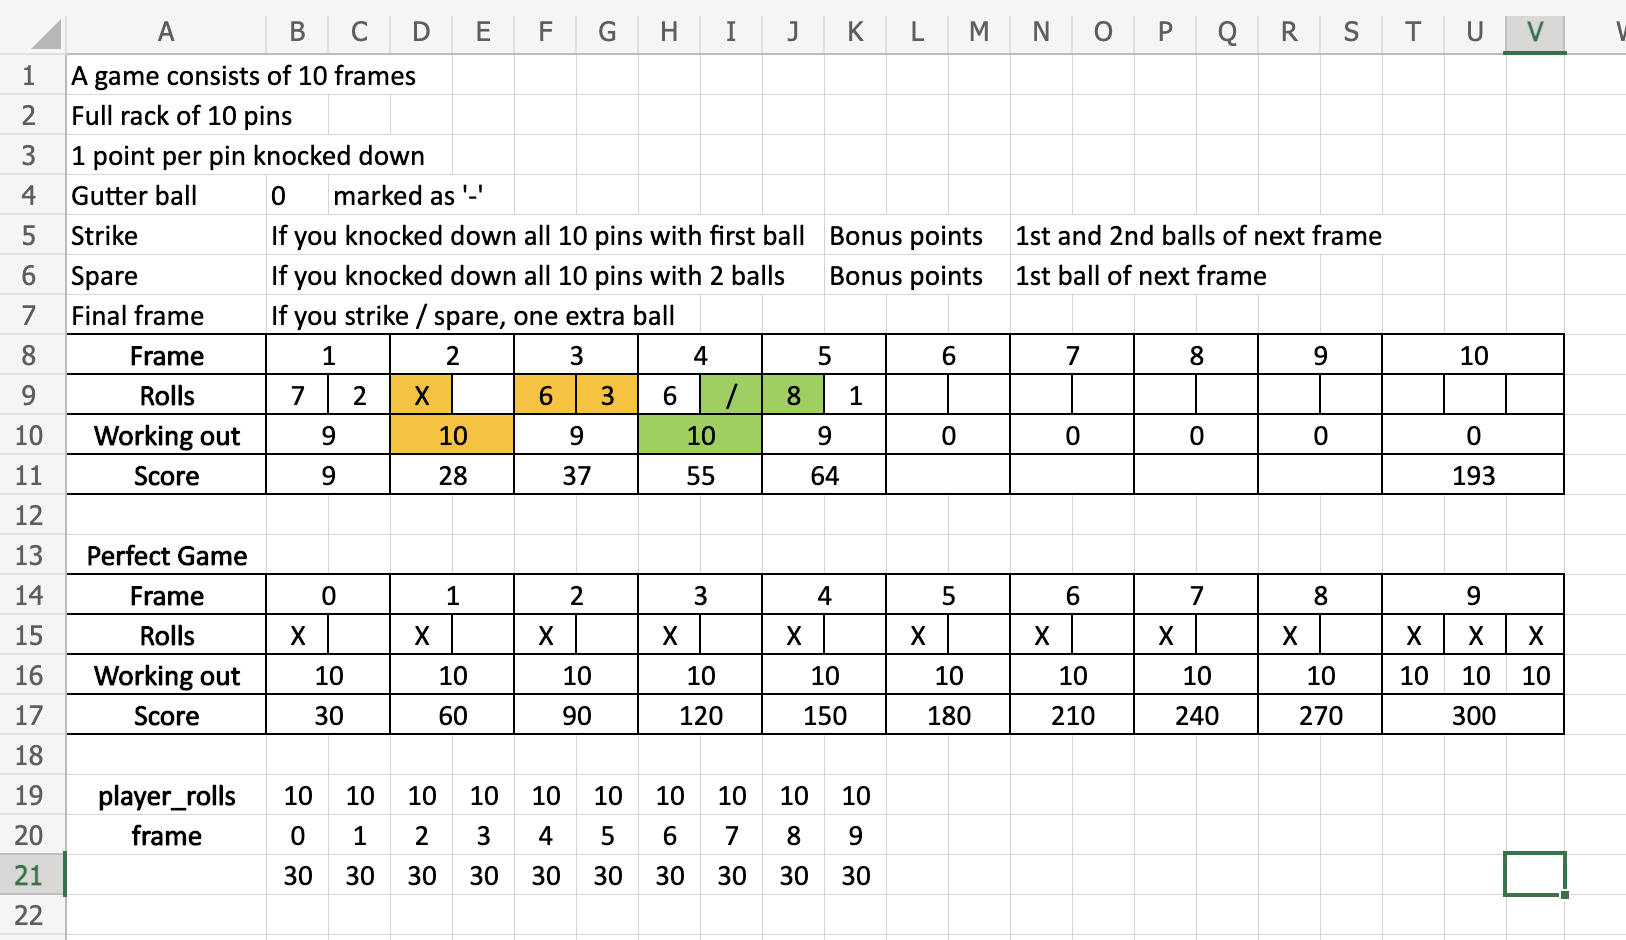 A B C D E F G H I J K L M N O P Q R S T U V
1 A game consists of 10 frames
2 Full rack of 10 pins
3 1 point per pin knocked down
4 Gutter ball 0 marked as '-'
5 Strike If you knocked down all 10 pins with first ball Bonus points 1st and 2nd balls of next frame
6 Spare If you knocked down all 10 pins with 2 balls Bonus points 1st ball of next frame
7 Final frame If you strike / spare, one extra ball
8 Frame 1 2 3 4 5 6 7 8 9 10
9 Rolls 7 2 X 6 3 6 / 8 1
10 Working out 9 10 9 10 9 0 0 0 0 0
11 Score 9 28 37 55 64 193
12
13 Perfect Game
14 Frame 0 1 2 3 4 5 6 7 8 9
15 Rolls X X X X X X X X X X X X
16 Working out 10 10 10 10 10 10 10 10 10 10 10 10
17 Score 30 60 90 120 150 180 210 240 270 300
18
19 player_rolls 10 10 10 10 10 10 10 10 10 10
20 frame 0 1 2 3 4 5 6 7 8 9
21 30 30 30 30 30 30 30 30 30 30
22